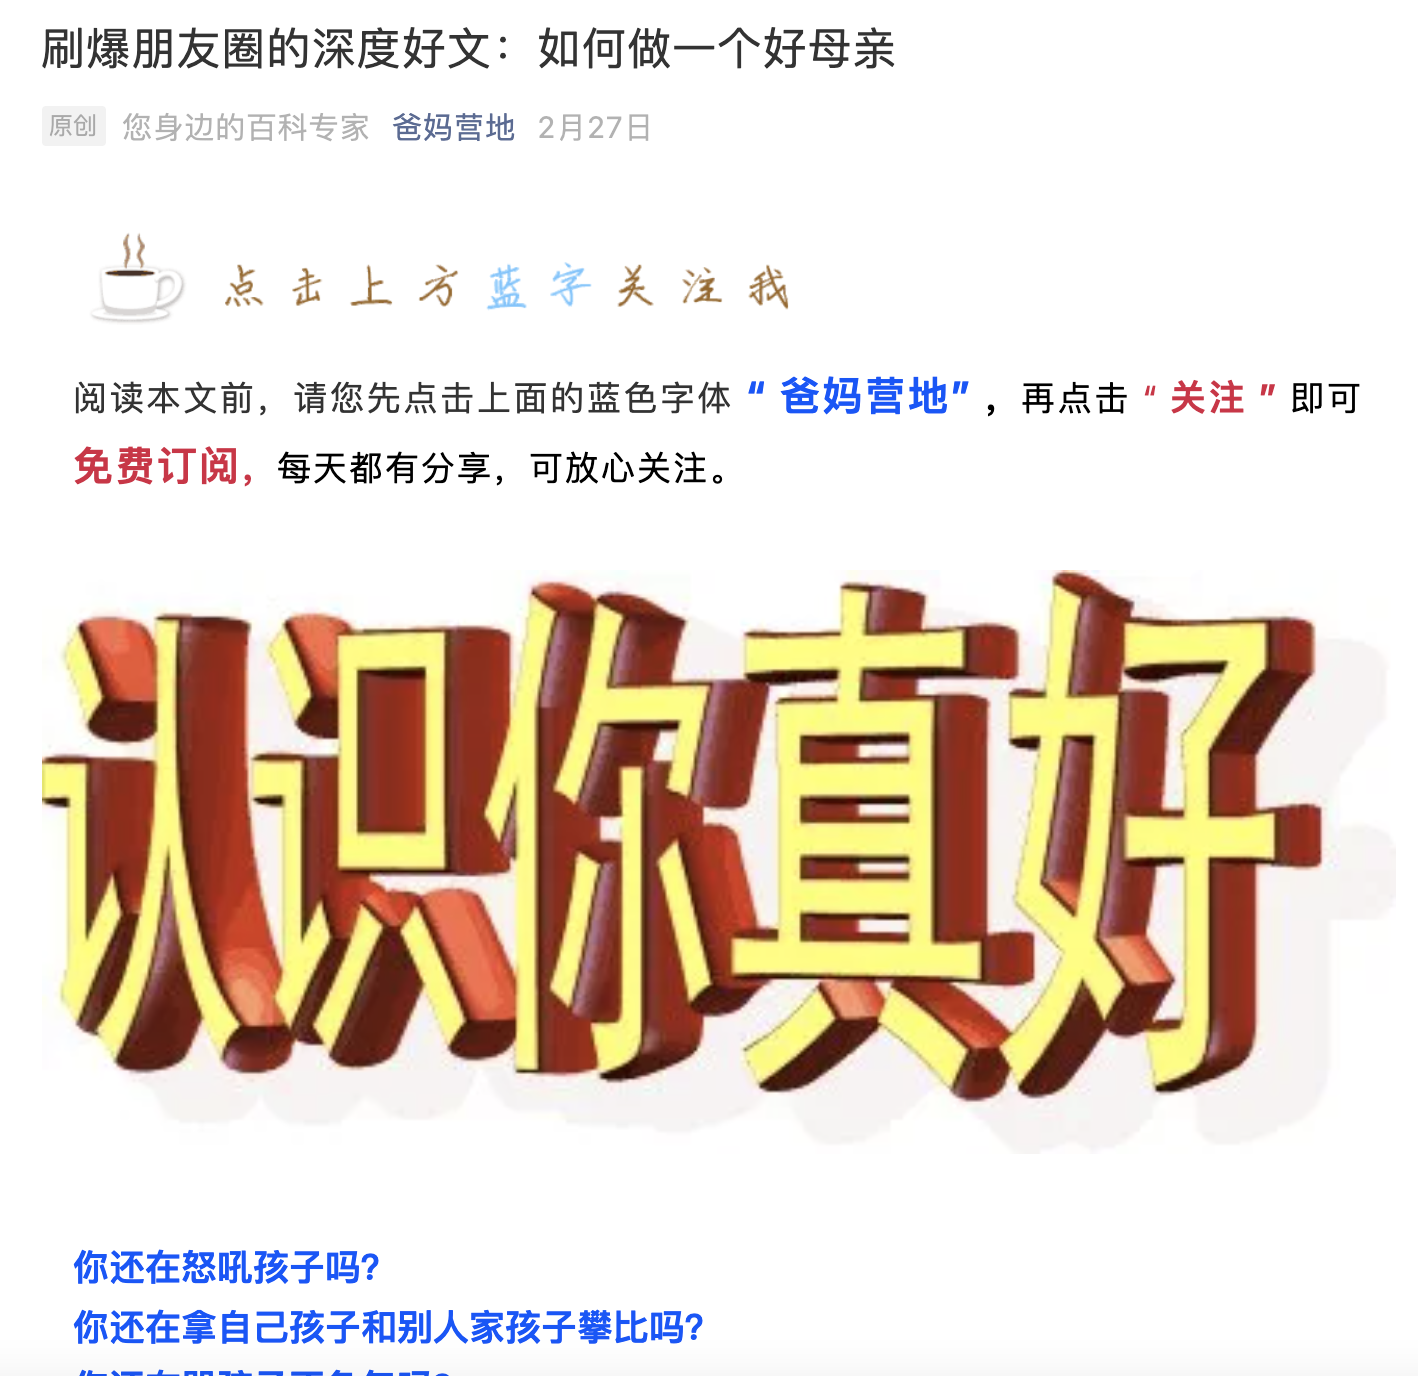 刷爆朋友圈的深度好文：如何做一个好母亲
原创 您身边的百科专家 爸妈营地 2月27日
点击上方蓝字关注我
阅读本文前，请您先点击上面的蓝色字体“爸妈营地”，再点击“关注”即可
免费订阅，每天都有分享，可放心关注。
认识你真好
你还在怒吼孩子吗？
你还在拿自己孩子和别人家孩子攀比吗？